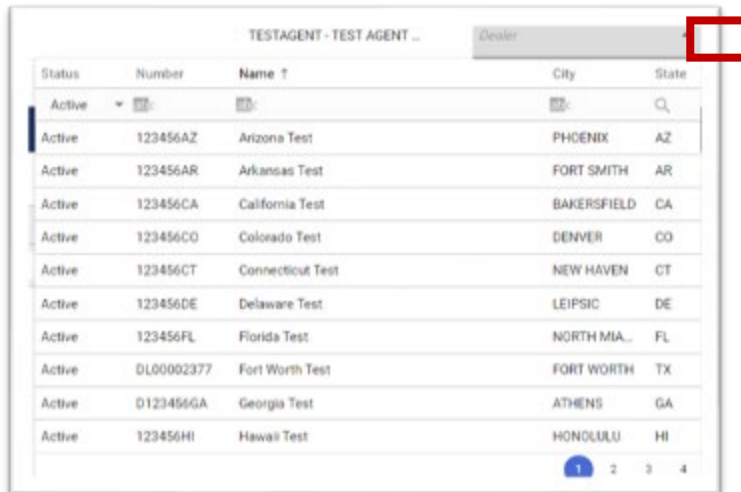 TESTAGENT - TEST AGENT ... Dealer
Status Number Name ↑ City State
Active
Active 123456AZ Arizona Test PHOENIX AZ
Active 123456AR Arkansas Test FORT SMITH AR
Active 123456CA California Test BAKERSFIELD CA
Active 123456CO Colorado Test DENVER CO
Active 123456CT Connecticut Test NEW HAVEN CT
Active 123456DE Delaware Test LEIPSIC DE
Active 123456FL Florida Test NORTH MIA... FL
Active DL00002377 Fort Worth Test FORT WORTH TX
Active D123456GA Georgia Test ATHENS GA
Active 123456HI Hawaii Test HONOLULU HI
1 2 3 4